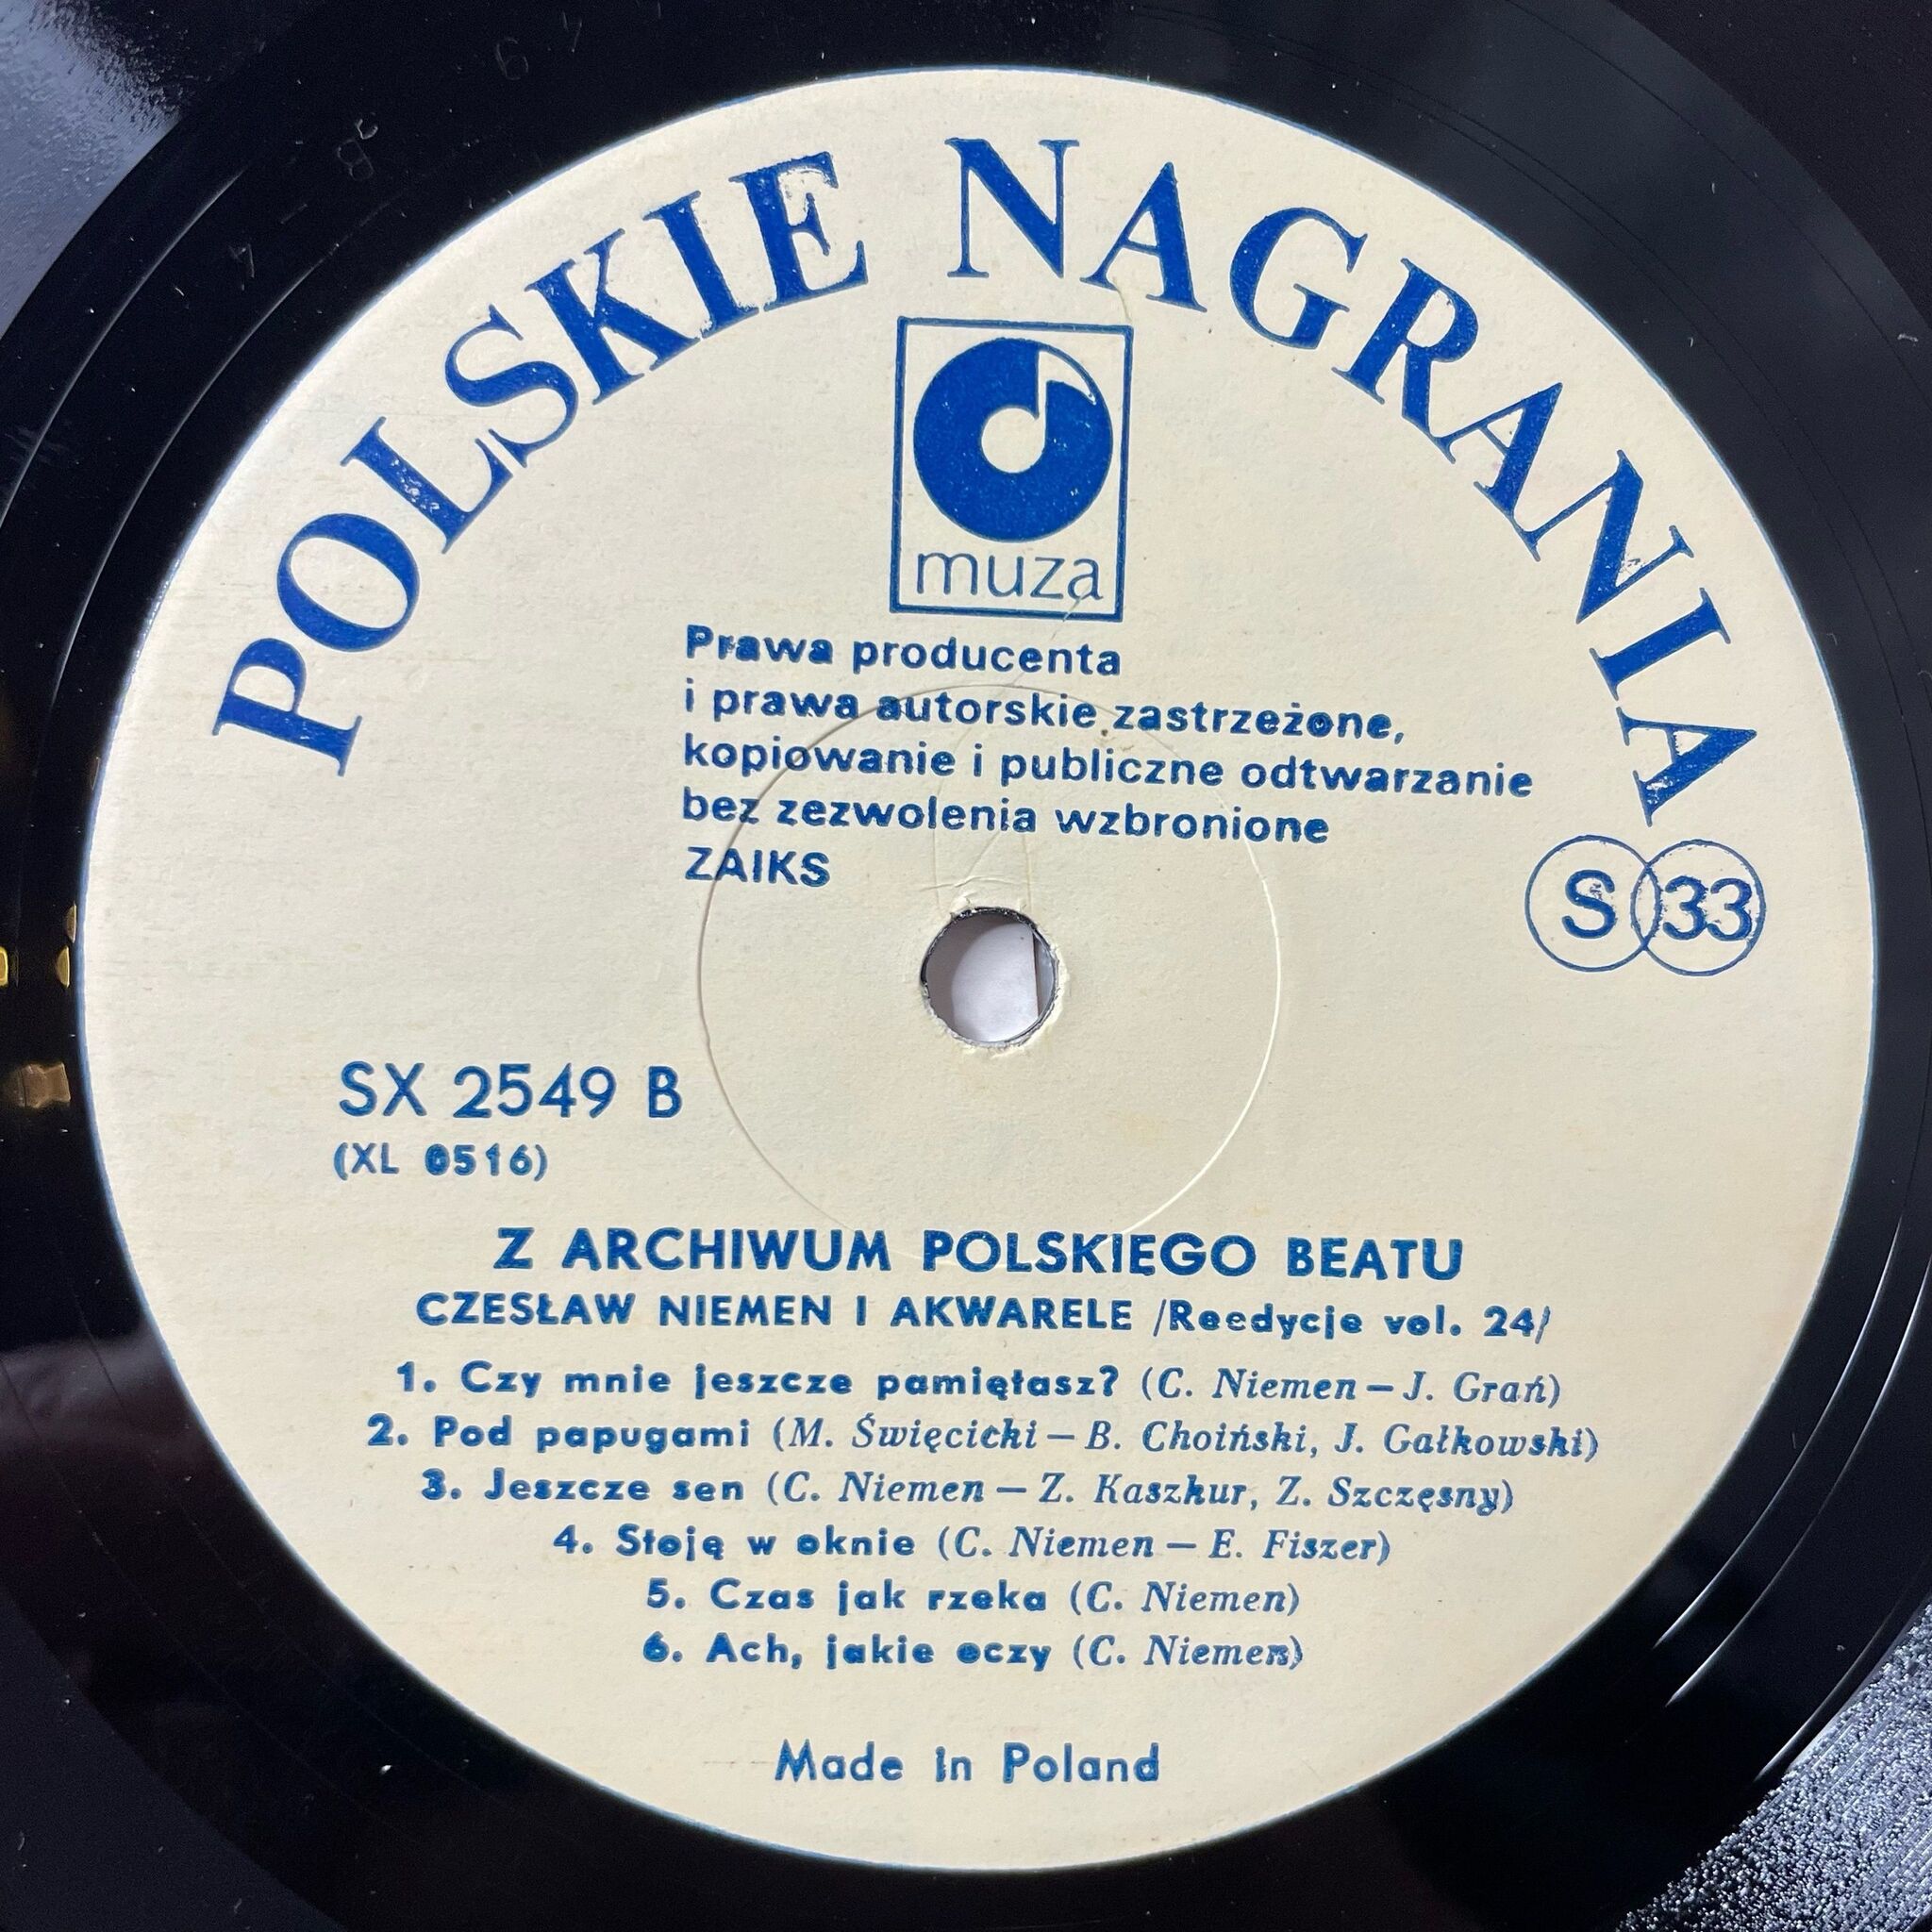 POLSKIE NAGRANIA
muza
Prawa producenta
i prawa autorskie zastrzeżone,
kopiowanie i publiczne odtwarzanie
bez zezwolenia wzbronione
ZAIKS
S 33
SX 2549 B
(XL 0516)
Z ARCHIWUM POLSKIEGO BEATU
CZESŁAW NIEMEN I AKWARELE /Reedycje vol. 24/
1. Czy mnie jeszcze pamiętasz? (C. Niemen – J. Grań)
2. Pod papugami (M. Święcicki – B. Choiński, J. Gałkowski)
3. Jeszcze sen (C. Niemen – Z. Kaszkur, Z. Szczęsny)
4. Stoję w oknie (C. Niemen – E. Fiszer)
5. Czas jak rzeka (C. Niemen)
6. Ach, jakie oczy (C. Niemen)
Made in Poland